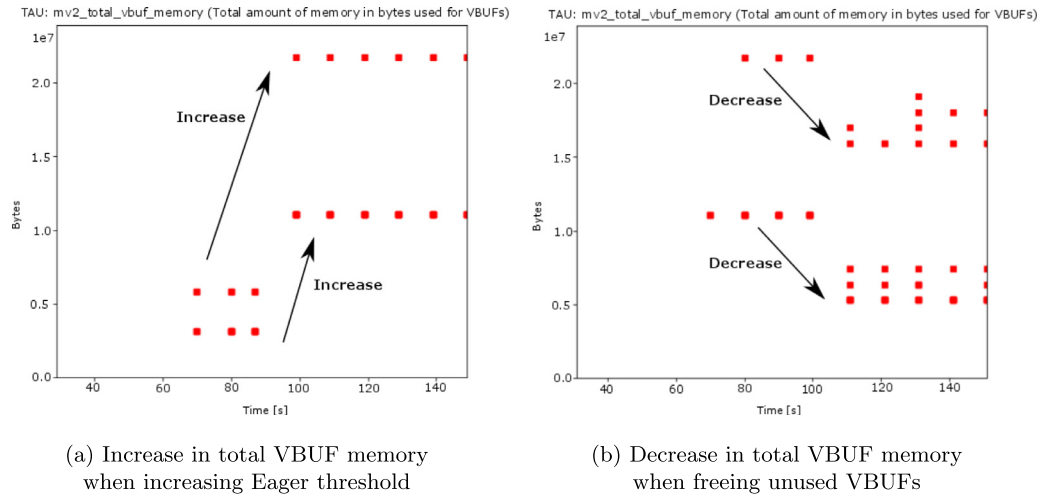 TAU: mv2_total_vbuf_memory (Total amount of memory in bytes used for VBUFs)
1e7
2.0
1.5
1.0
0.5
0.0
Bytes
40
60
80
100
120
140
Time [s]
Increase
Increase
(a) Increase in total VBUF memory
when increasing Eager threshold
TAU: mv2_total_vbuf_memory (Total amount of memory in bytes used for VBUFs)
1e7
2.0
1.5
1.0
0.5
0.0
Bytes
40
60
80
100
120
140
Time [s]
Decrease
Decrease
(b) Decrease in total VBUF memory
when freeing unused VBUFs